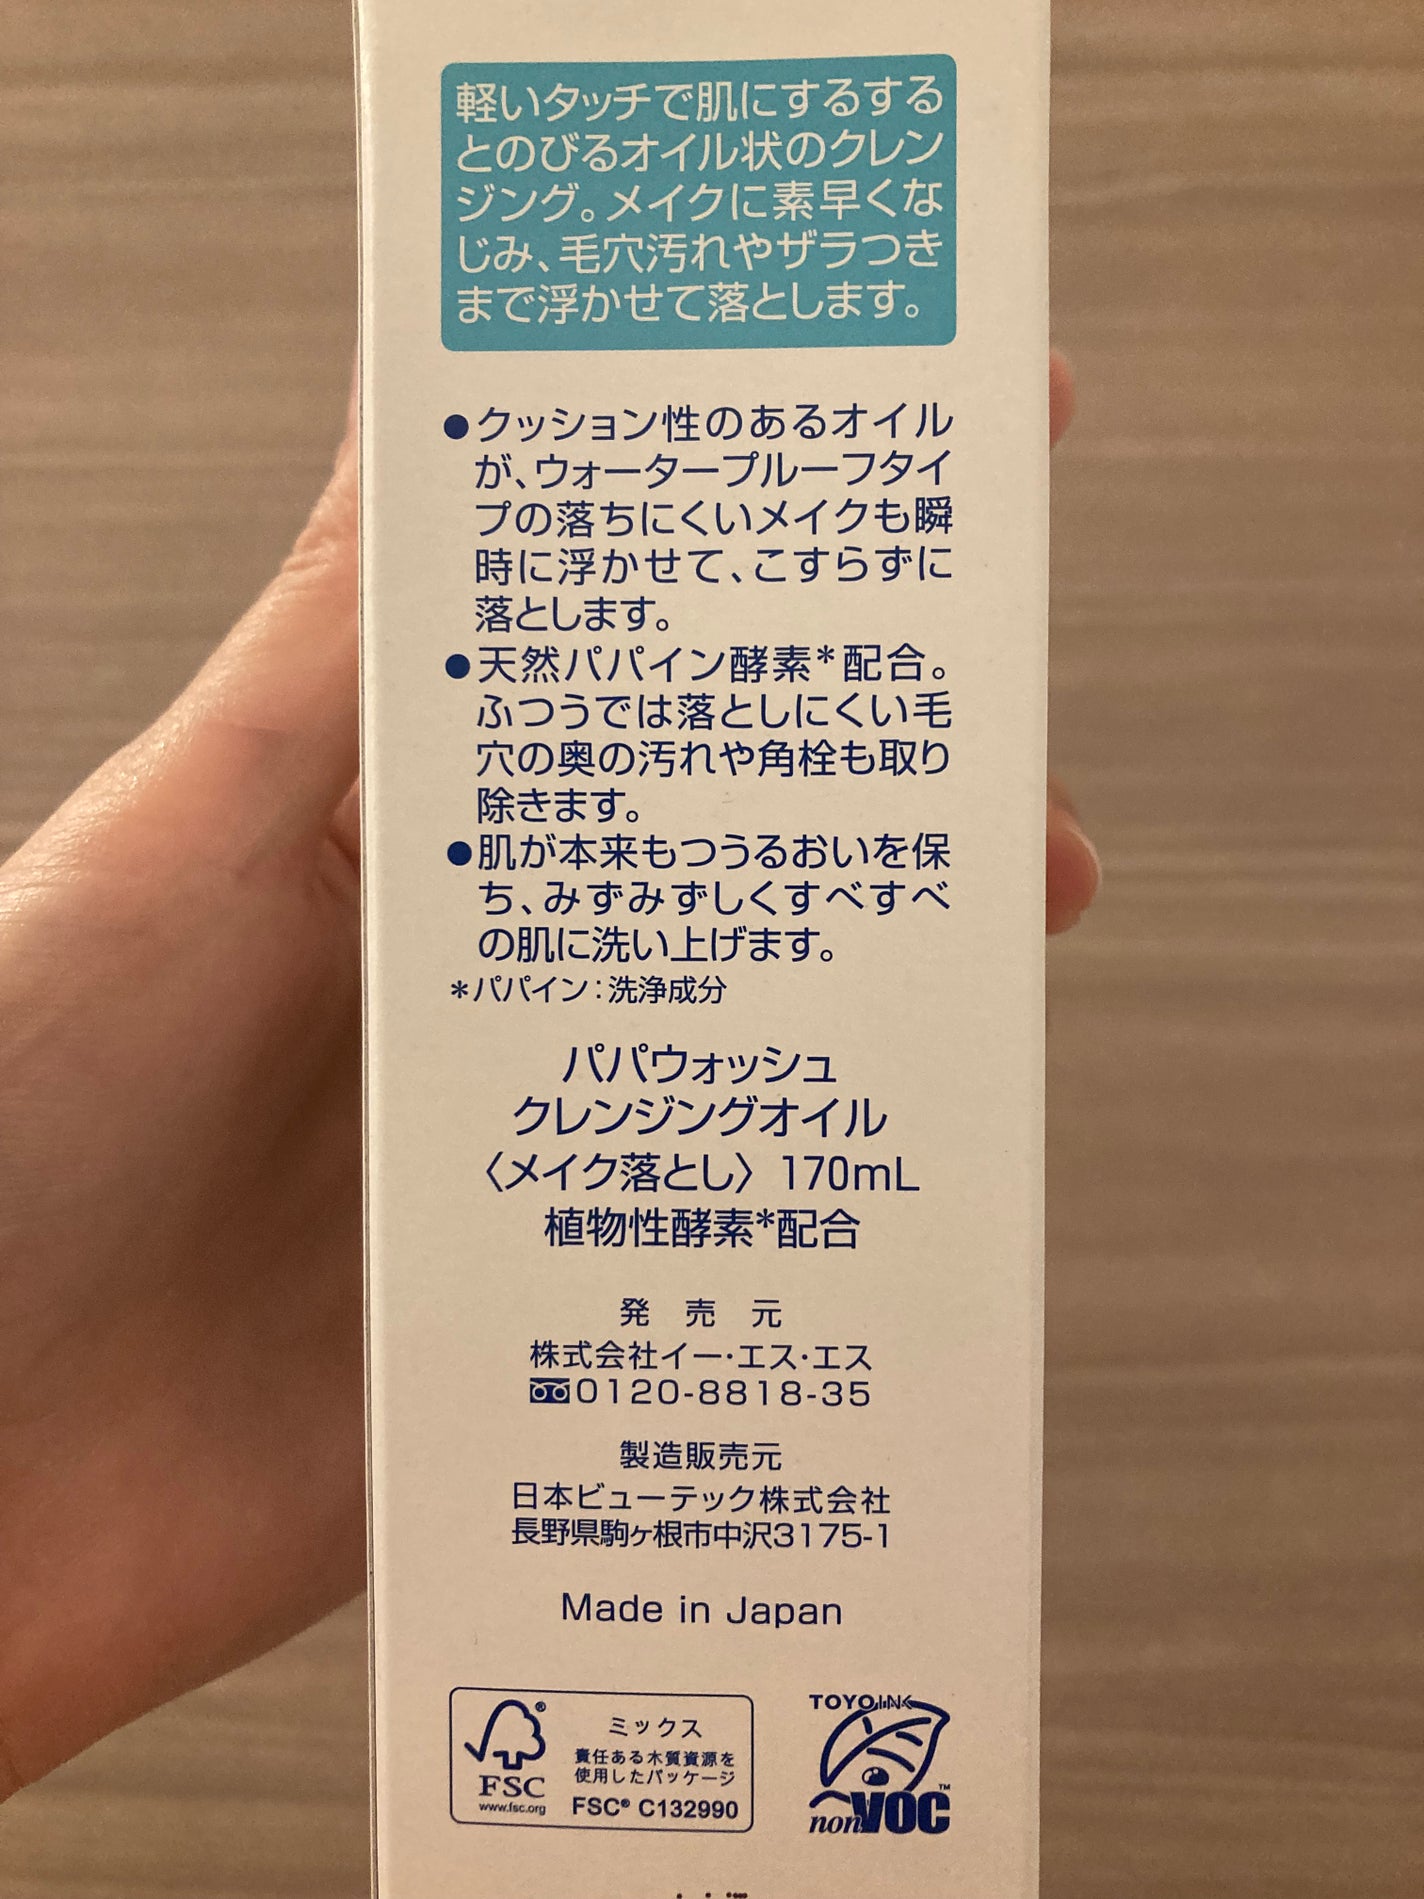 軽いタッチで肌にするする
とのびるオイル状のクレン
ジング。メイクに素早くな
じみ、毛穴汚れやザラつき
まで浮かせて落とします。
●クッション性のあるオイル
が、ウォータープルーフタイ
プの落ちにくいメイクも瞬
時に浮かせて、こすらずに
落とします。
●天然パパイン酵素*配合。
ふつうでは落としにくい毛
穴の奥の汚れや角栓も取り
除きます。
●肌が本来もつうるおいを保
ち、みずみずしくすべすべ
の肌に洗い上げます。
*パパイン:洗浄成分
パパウォッシュ
クレンジングオイル
〈メイク落とし〉 170mL
植物性酵素*配合
発 売 元
株式会社イー・エス・エス
0120-8818-35
製造販売元
日本ビューテック株式会社
長野県駒ヶ根市中沢3175-1
Made in Japan
FSC®
www.fsc.org
ミックス
責任ある木質資源を
使用したパッケージ
FSC® C132990
TOYOINK
nonVOC™